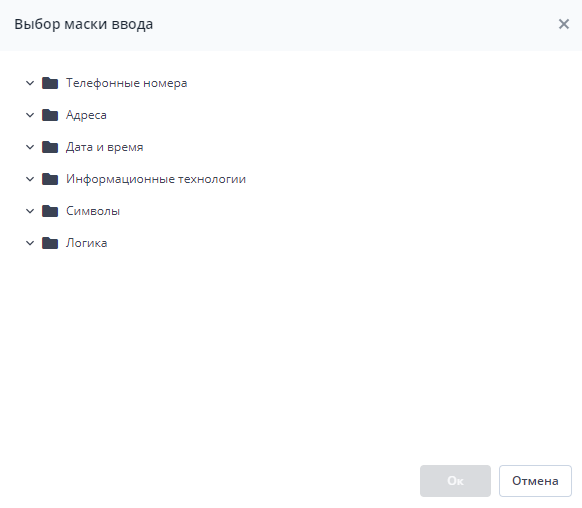 Выбор маски ввода
Телефонные номера
Адреса
Дата и время
Информационные технологии
Символы
Логика
Ок
Отмена